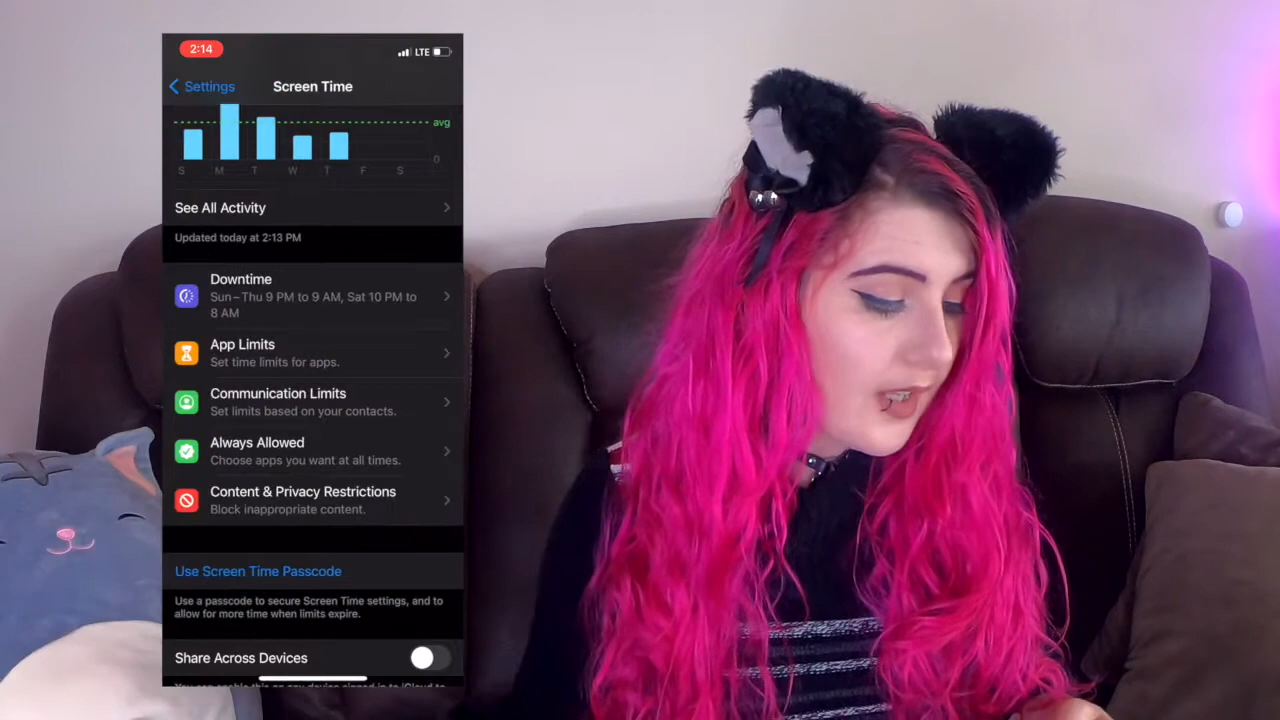 2:14
LTE
Settings
Screen Time
avg
0
S M T W T F S
See All Activity
Updated today at 2:13 PM
Downtime
Sun – Thu 9 PM to 9 AM, Sat 10 PM to
8 AM
App Limits
Set time limits for apps.
Communication Limits
Set limits based on your contacts.
Always Allowed
Choose apps you want at all times.
Content & Privacy Restrictions
Block inappropriate content.
Use Screen Time Passcode
Use a passcode to secure Screen Time settings, and to
allow for more time when limits expire.
Share Across Devices